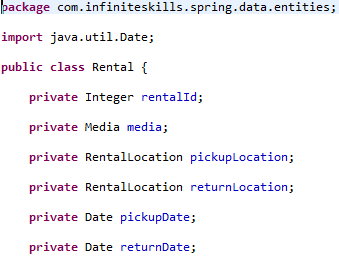 package com.infiniteskills.spring.data.entities;
import java.util.Date;
public class Rental {
private Integer rentalId;
private Media media;
private RentalLocation pickupLocation;
private RentalLocation returnLocation;
private Date pickupDate;
private Date returnDate;